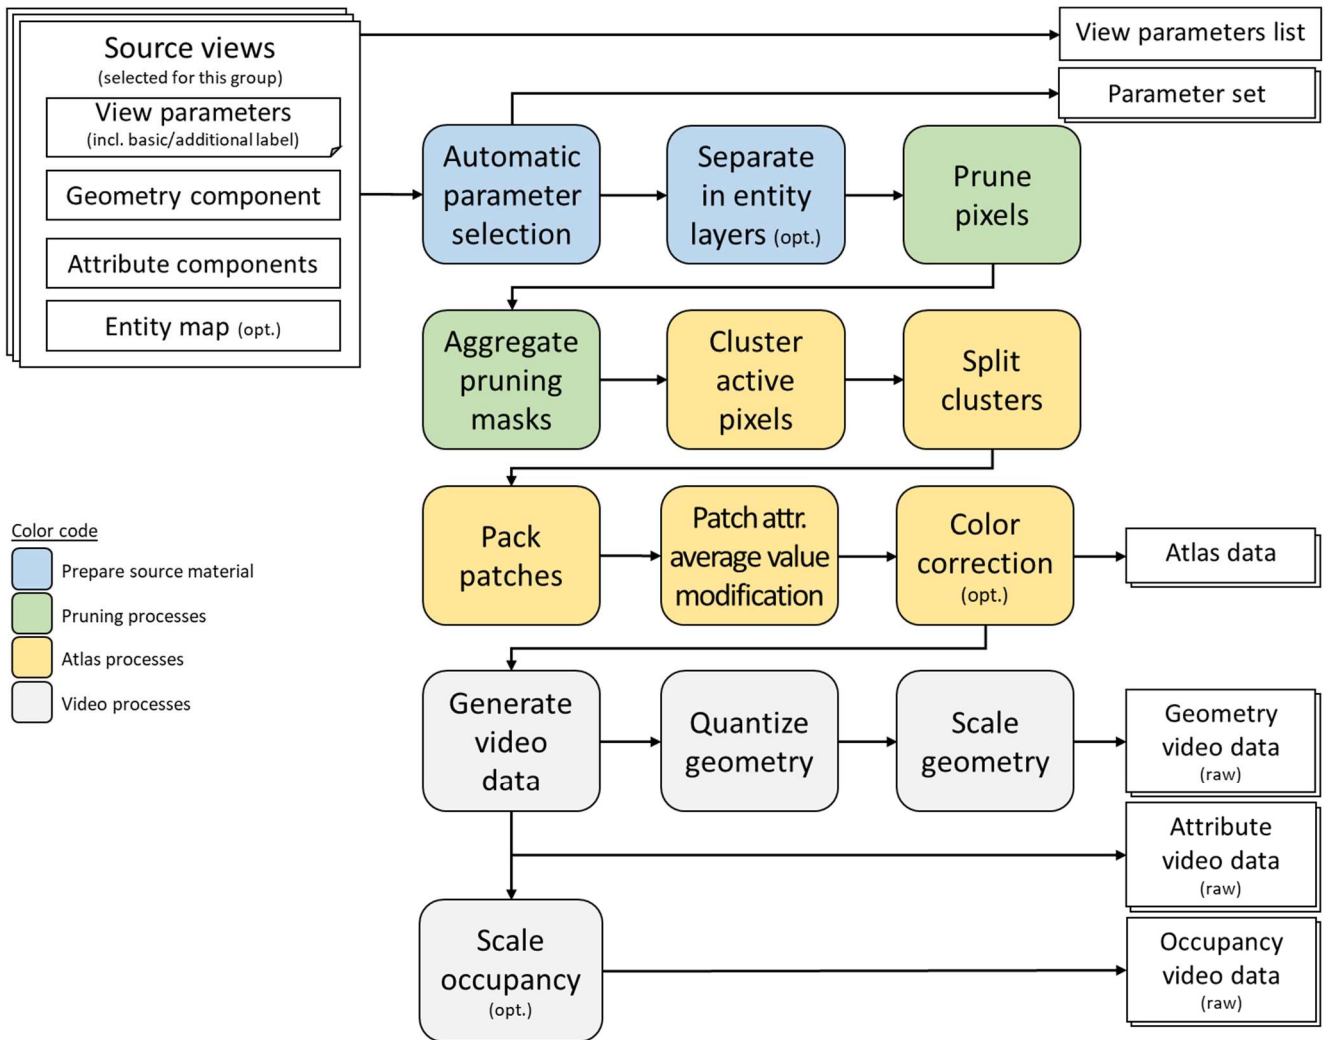 Source views
(selected for this group)
View parameters
(incl. basic/additional label)
Geometry component
Attribute components
Entity map (opt.)
View parameters list
Parameter set
Automatic
parameter
selection
Separate
in entity
layers (opt.)
Prune
pixels
Aggregate
pruning
masks
Cluster
active
pixels
Split
clusters
Pack
patches
Patch attr.
average value
modification
Color
correction
(opt.)
Atlas data
Color code
Prepare source material
Pruning processes
Atlas processes
Video processes
Generate
video
data
Quantize
geometry
Scale
geometry
Geometry
video data
(raw)
Attribute
video data
(raw)
Scale
occupancy
(opt.)
Occupancy
video data
(raw)